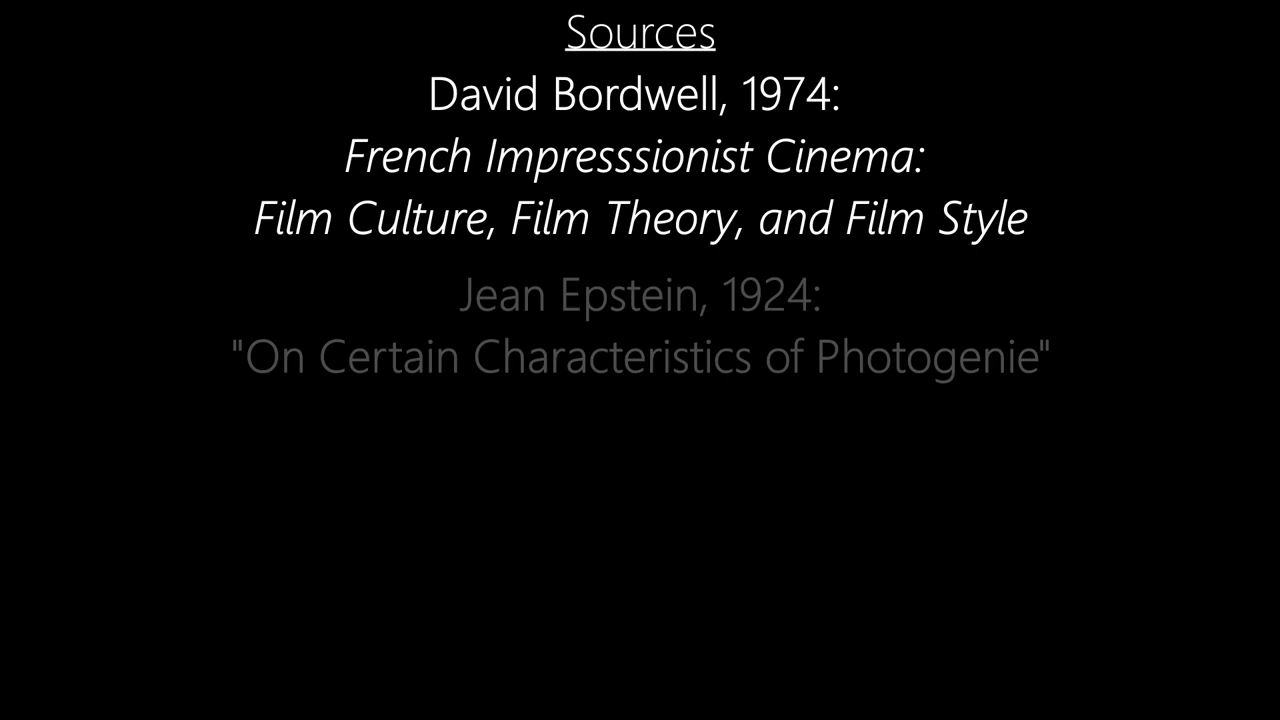 Sources
David Bordwell, 1974:
French Impresssionist Cinema:
Film Culture, Film Theory, and Film Style
Jean Epstein, 1924:
"On Certain Characteristics of Photogenie"